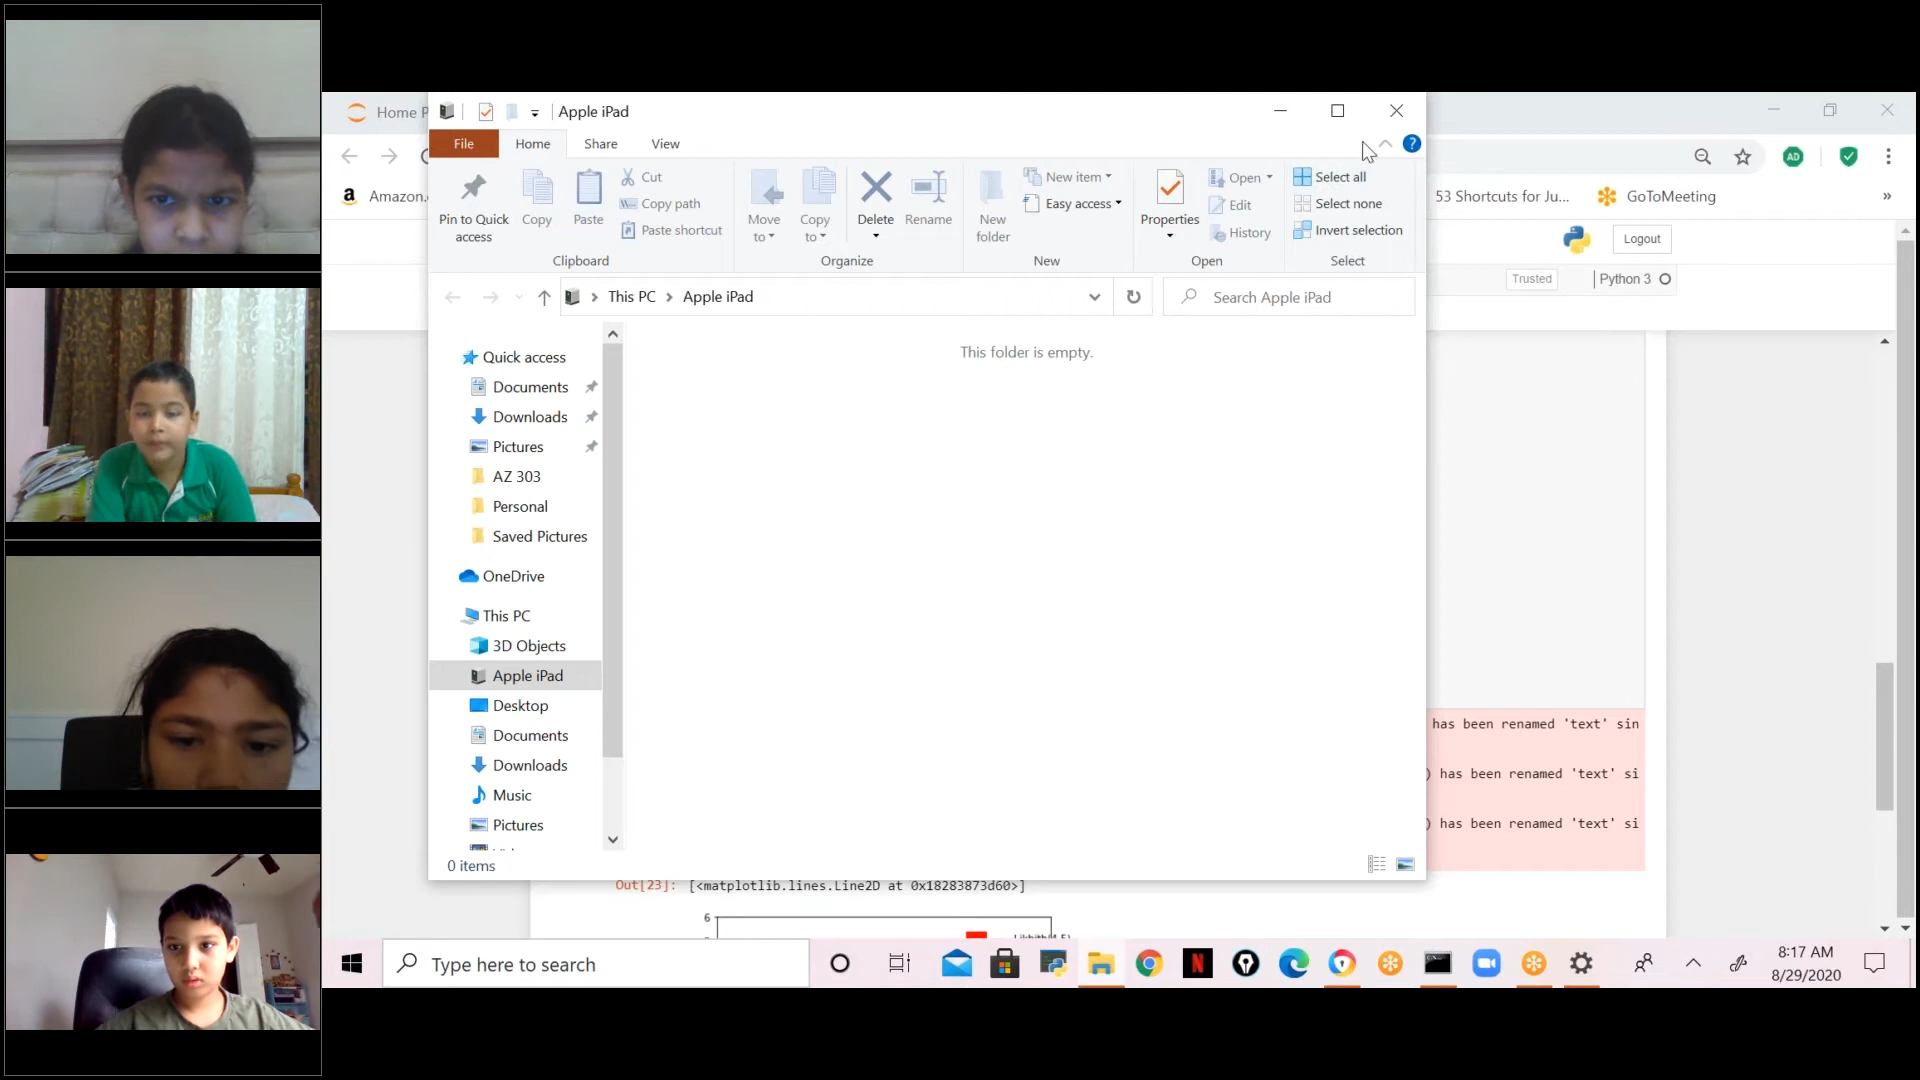 Home P
Apple iPad
File Home Share View
?
AD
Amazon.
53 Shortcuts for Ju...
GoToMeeting
»
Pin to Quick access
Copy
Paste
Cut
Copy path
Paste shortcut
Move to
Copy to
Delete
Rename
New folder
New item
Easy access
Properties
Open
Edit
History
Select all
Select none
Invert selection
Clipboard
Organize
New
Open
Select
Logout
Trusted
Python 3
This PC
Apple iPad
Search Apple iPad
This folder is empty.
Quick access
Documents
Downloads
Pictures
AZ 303
Personal
Saved Pictures
OneDrive
This PC
3D Objects
Apple iPad
Desktop
Documents
Downloads
Music
Pictures
has been renamed 'text' sin
) has been renamed 'text' si
) has been renamed 'text' si
0 items
Out[23]: [<matplotlib.lines.Line2D at 0x18283873d60>]
6
Type here to search
8:17 AM
8/29/2020